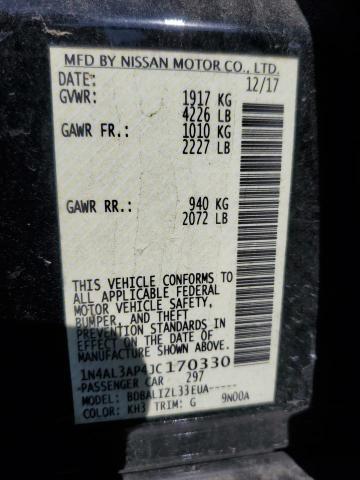 MFD BY NISSAN MOTOR CO., LTD.
DATE: 12/17
GVWR: 1917 KG
4226 LB
GAWR FR.: 1010 KG
2227 LB
GAWR RR.: 940 KG
2072 LB
THIS VEHICLE CONFORMS TO
ALL APPLICABLE FEDERAL
MOTOR VEHICLE SAFETY,
BUMPER, AND THEFT
PREVENTION STANDARDS
IN EFFECT ON THE DATE OF
MANUFACTURE SHOWN ABOVE.
1N4AL3AP4JC170330
PASSENGER CAR 297
MODEL: BDBALIZL33EUA-----
COLOR: KH3 TRIM: G 9N00A